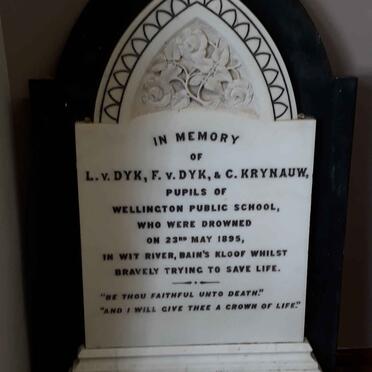 IN MEMORY
OF
L. v. DYK, F. v. DYK, & C. KRYNAUW,
PUPILS OF
WELLINGTON PUBLIC SCHOOL,
WHO WERE DROWNED
ON 23RD MAY 1895,
IN WIT RIVER, BAIN'S KLOOF WHILST
BRAVELY TRYING TO SAVE LIFE.
"BE THOU FAITHFUL UNTO DEATH."
"AND I WILL GIVE THEE A CROWN OF LIFE."